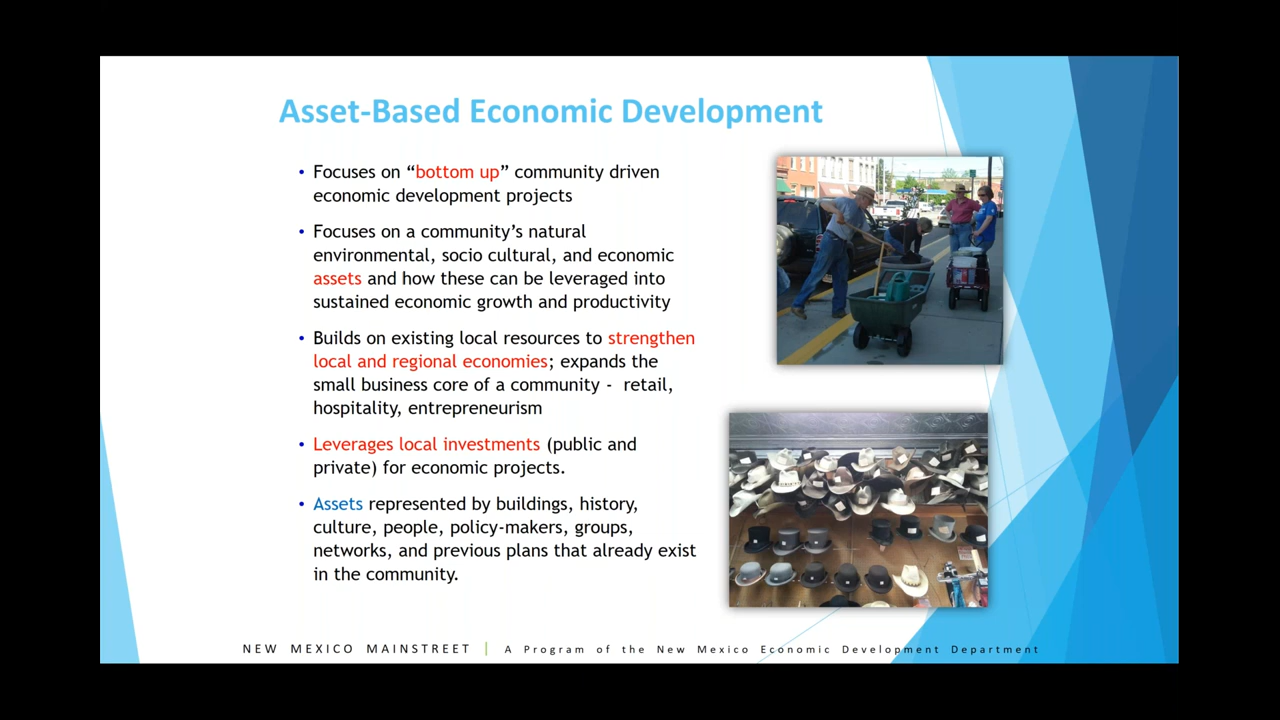 Asset-Based Economic Development
• Focuses on “bottom up” community driven
economic development projects
• Focuses on a community’s natural
environmental, socio cultural, and economic
assets and how these can be leveraged into
sustained economic growth and productivity
• Builds on existing local resources to strengthen
local and regional economies; expands the
small business core of a community -  retail,
hospitality, entrepreneurism
• Leverages local investments (public and
private) for economic projects.
• Assets represented by buildings, history,
culture, people, policy-makers, groups,
networks, and previous plans that already exist
in the community.
NEW MEXICO MAINSTREET | A Program of the New Mexico Economic Development Department